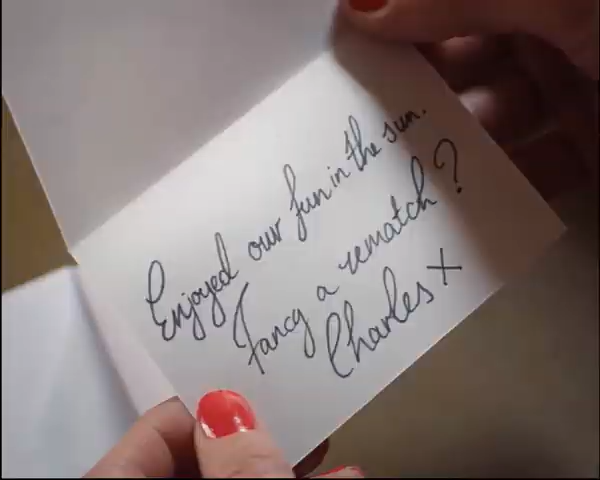 Enjoyed our fun in the sun.
Fancy a rematch?
Charles x